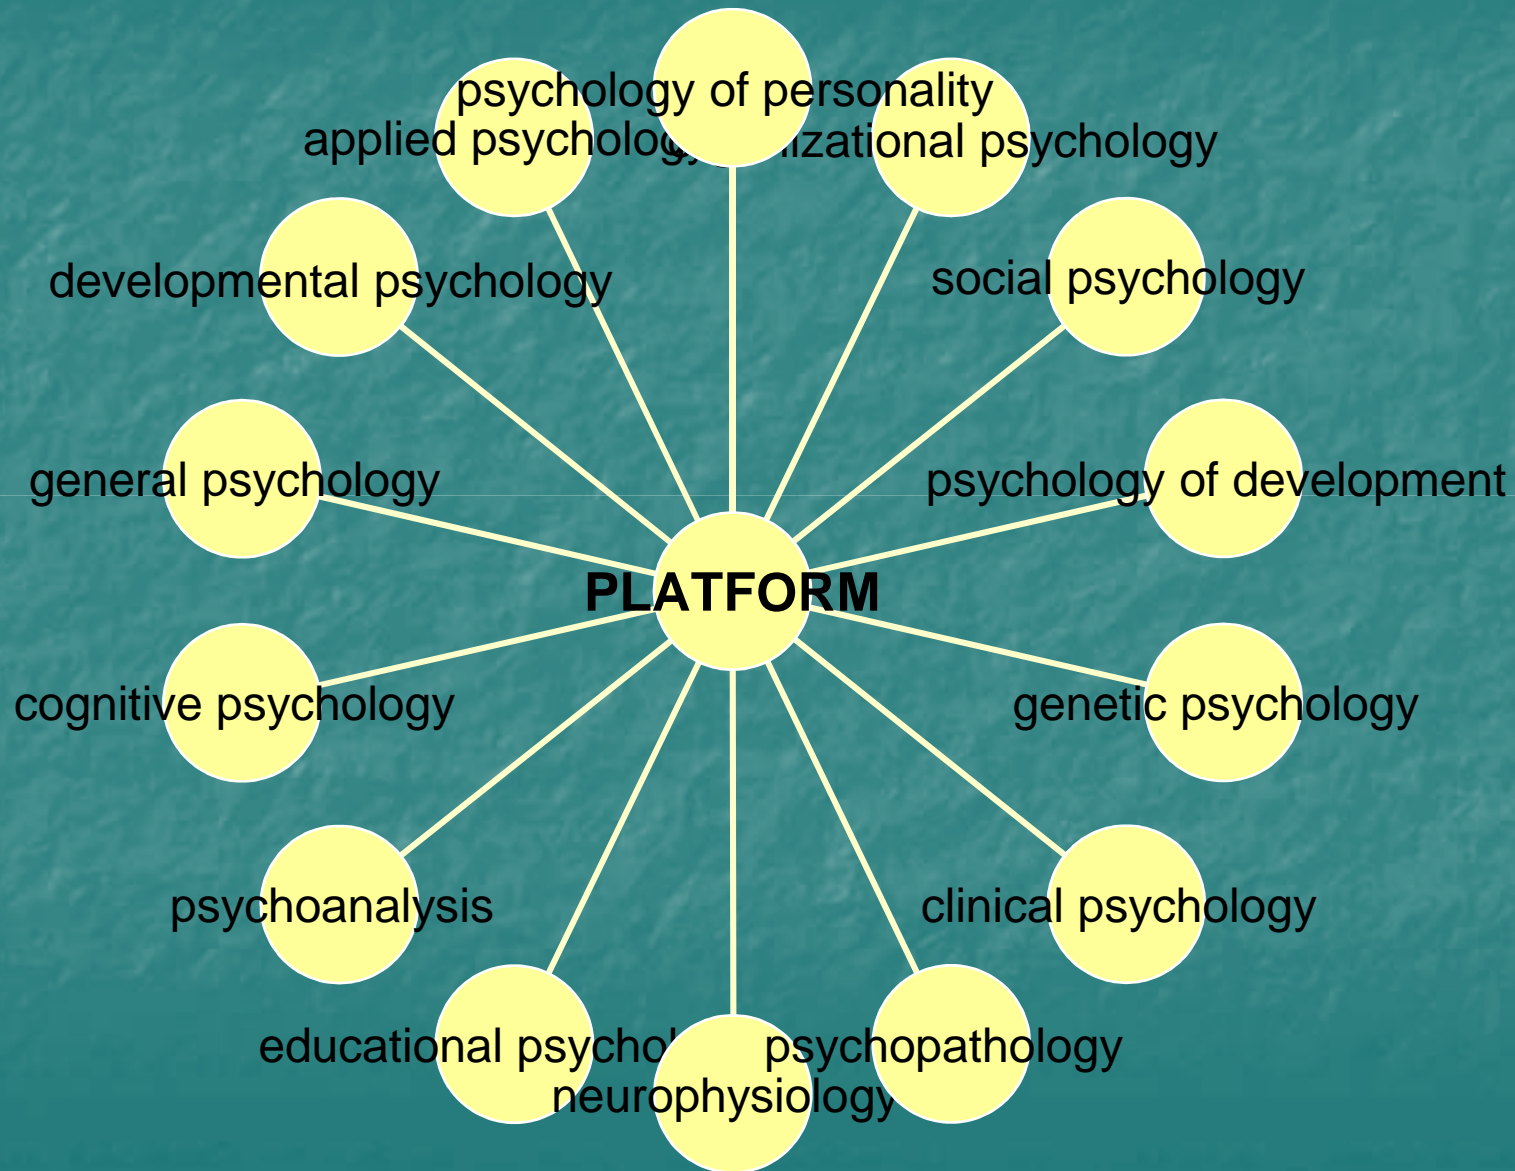 psychology of personality
applied psychology
izational psychology
developmental psychology
social psychology
general psychology
psychology of development
PLATFORM
cognitive psychology
genetic psychology
psychoanalysis
clinical psychology
educational psychol
psychopathology
neurophysiology